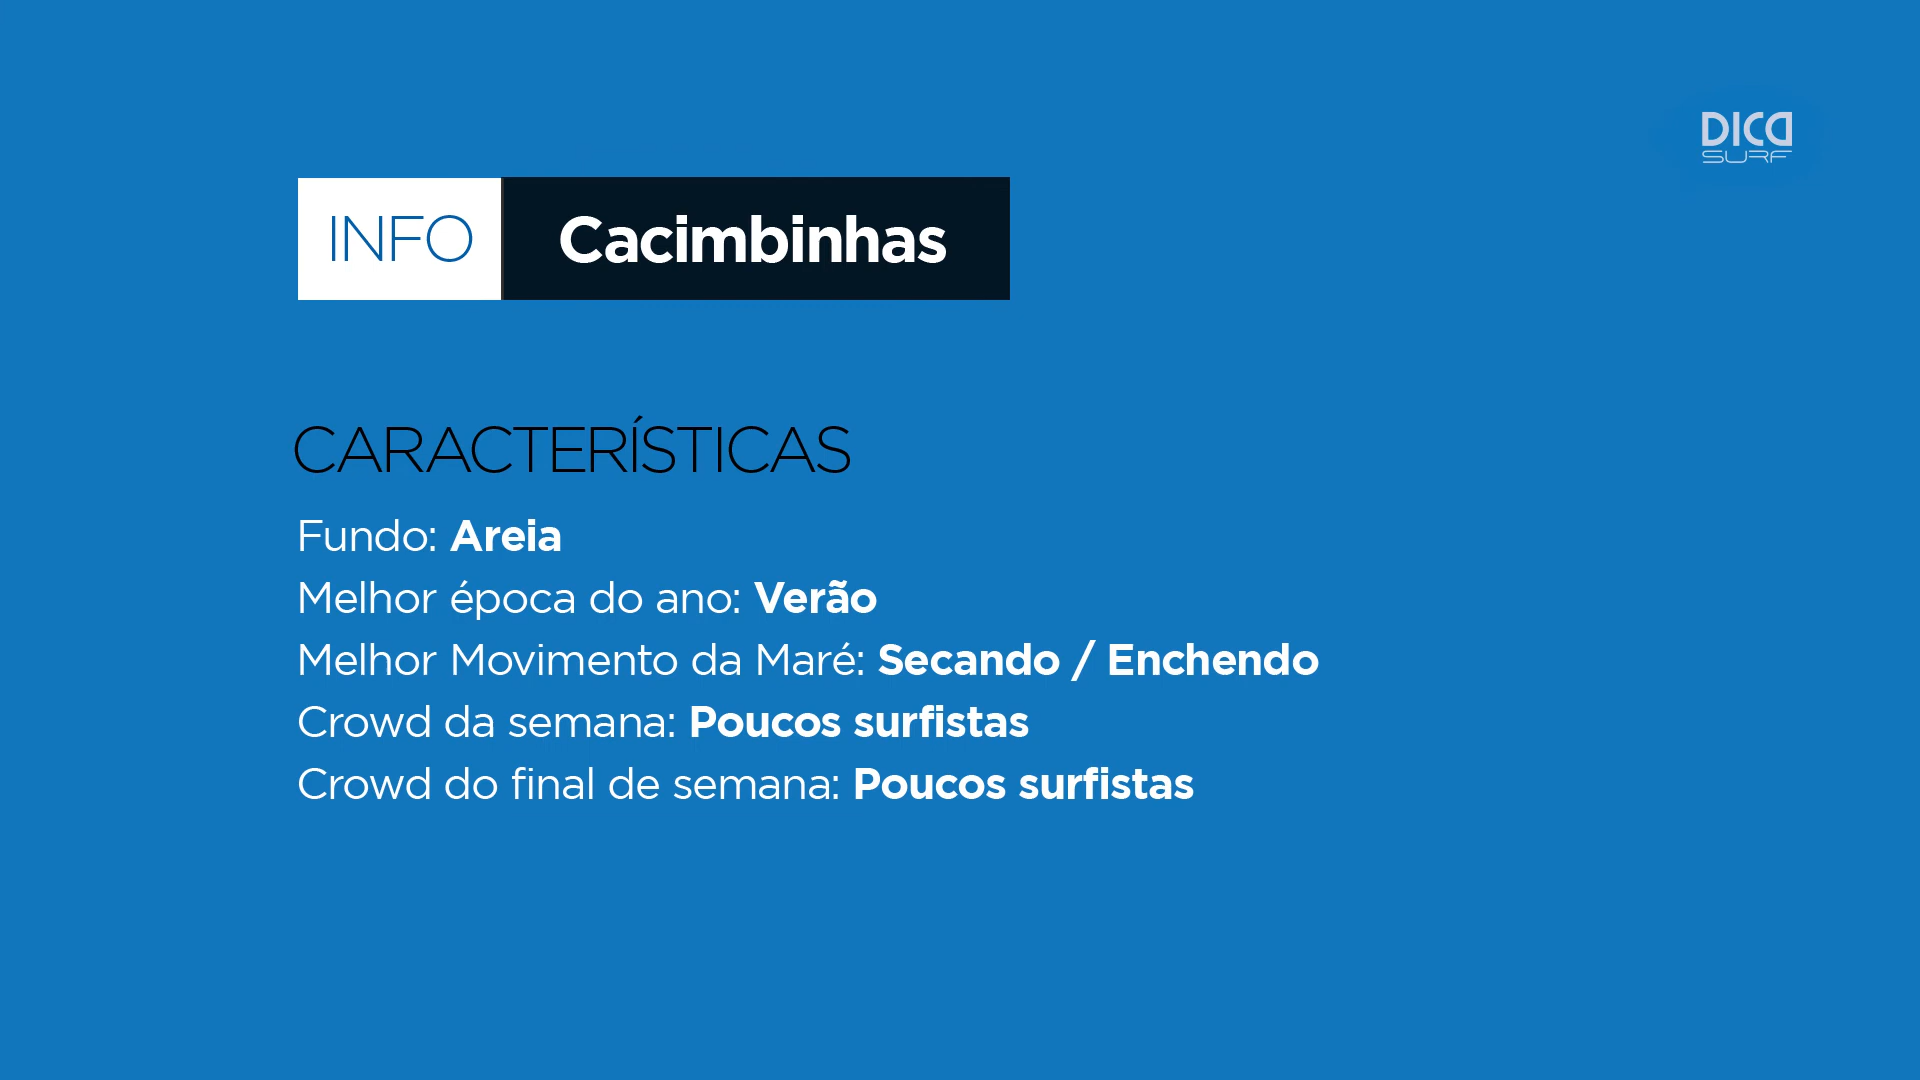 DICA
SURF
INFO Cacimbinhas
CARACTERÍSTICAS
Fundo: Areia
Melhor época do ano: Verão
Melhor Movimento da Maré: Secando / Enchendo
Crowd da semana: Poucos surfistas
Crowd do final de semana: Poucos surfistas